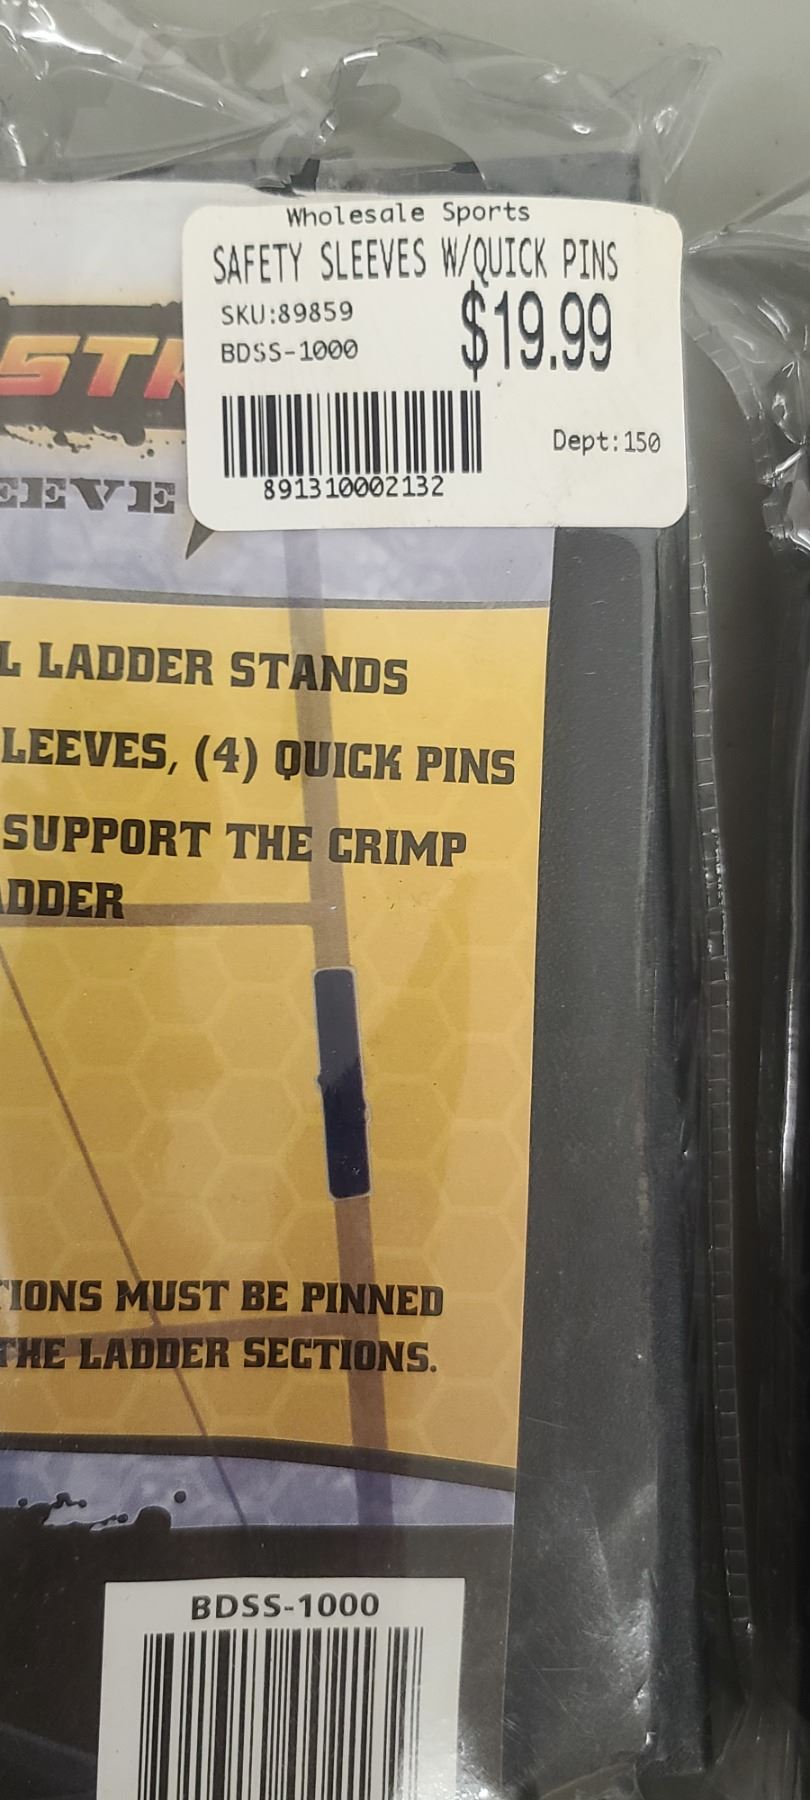 Wholesale Sports
SAFETY SLEEVES W/QUICK PINS
SKU:89859
$19.99
BDSS-1000
Dept:150
891310002132
STR
EEVE
L LADDER STANDS
LEEVES, (4) QUICK PINS
SUPPORT THE CRIMP
ADDER
TIONS MUST BE PINNED
THE LADDER SECTIONS.
BDSS-1000